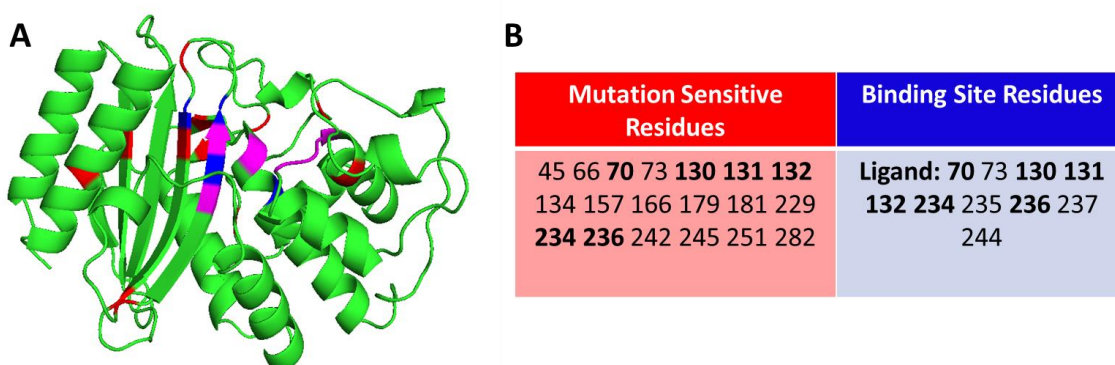 A
B
Mutation Sensitive
Residues
Binding Site Residues
45 66 70 73 130 131 132
134 157 166 179 181 229
234 236 242 245 251 282
Ligand: 70 73 130 131
132 234 235 236 237
244